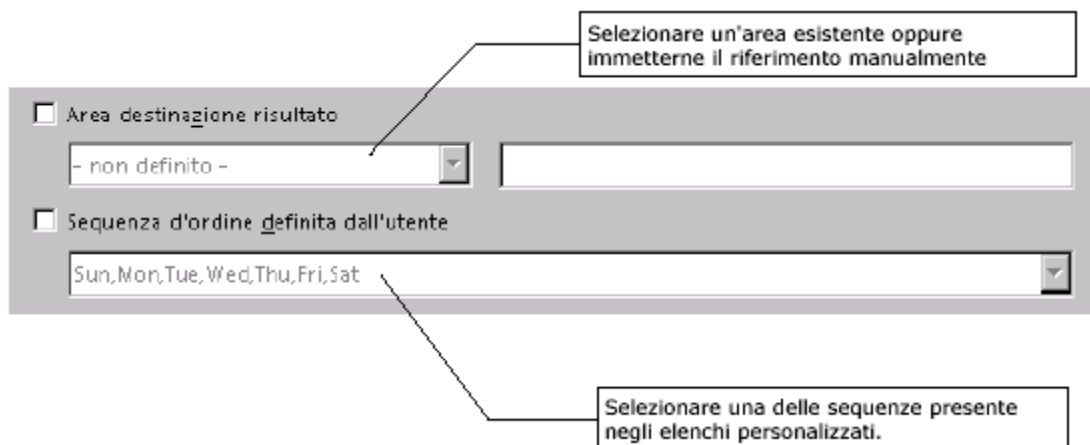 Selezionare un'area esistente oppure
immetterne il riferimento manualmente
Area destinazione risultato
- non definito -
Sequenza d'ordine definita dall'utente
Sun,Mon,Tue,Wed,Thu,Fri,Sat
Selezionare una delle sequenze presente
negli elenchi personalizzati.